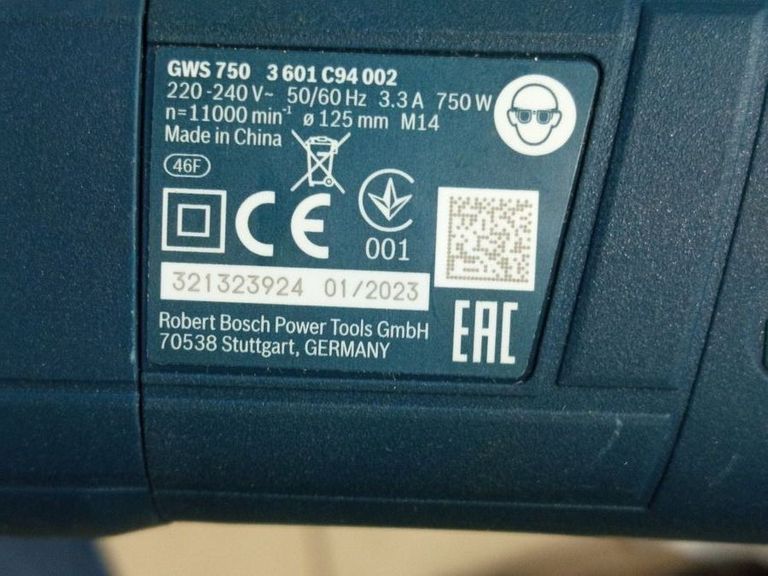 GWS 750 3 601 C94 002
220-240 V~ 50/60 Hz 3.3 A 750 W
n=11000 min⁻¹ ø 125 mm M14
Made in China
46F
CE
001
321323924 01/2023
Robert Bosch Power Tools GmbH
70538 Stuttgart, GERMANY
EAC